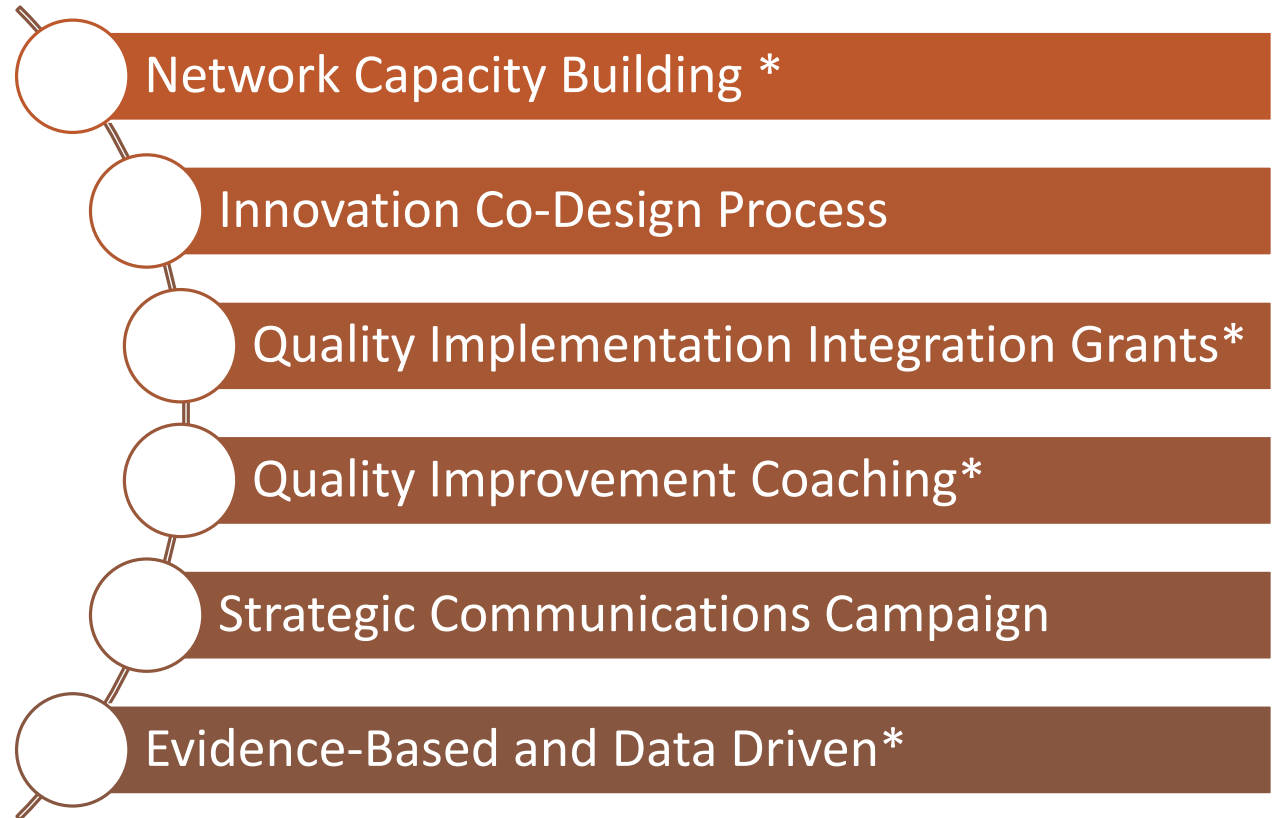 Network Capacity Building *
Innovation Co-Design Process
Quality Implementation Integration Grants*
Quality Improvement Coaching*
Strategic Communications Campaign
Evidence-Based and Data Driven*